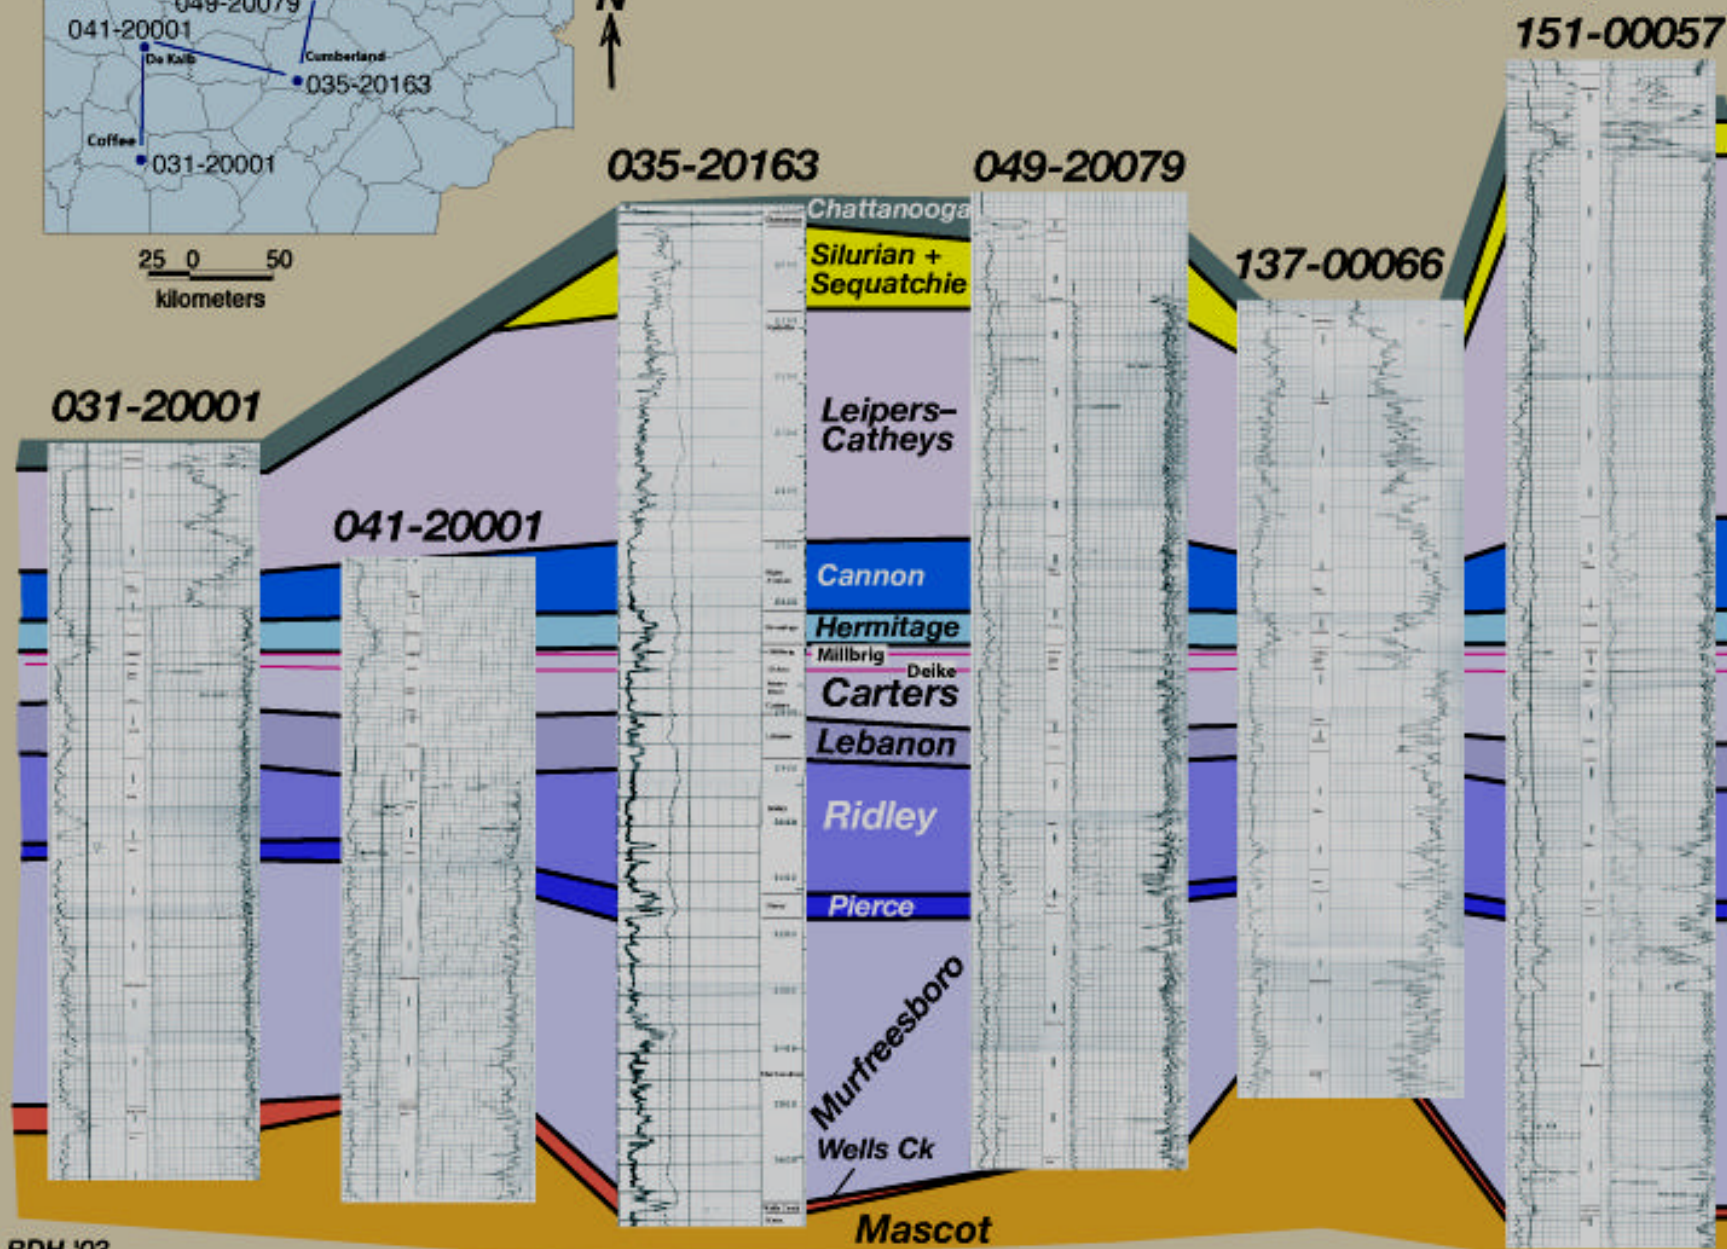 049-20079
N
041-20001
De Kalb
Cumberland
035-20163
Coffee
031-20001
25 0 50
kilometers
151-00057
035-20163
049-20079
137-00066
031-20001
041-20001
Chattanooga
Silurian +
Sequatchie
Leipers–
Catheys
Cannon
Hermitage
Millbrig
Deike
Carters
Lebanon
Ridley
Pierce
Murfreesboro
Wells Ck
Mascot